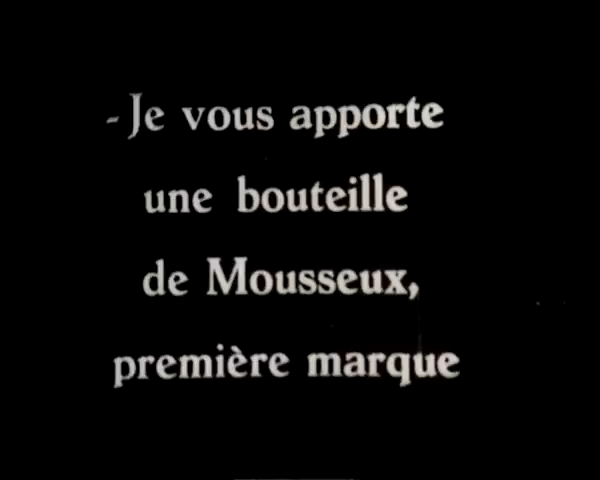 -Je vous apporte
une bouteille
de Mousseux,
première marque